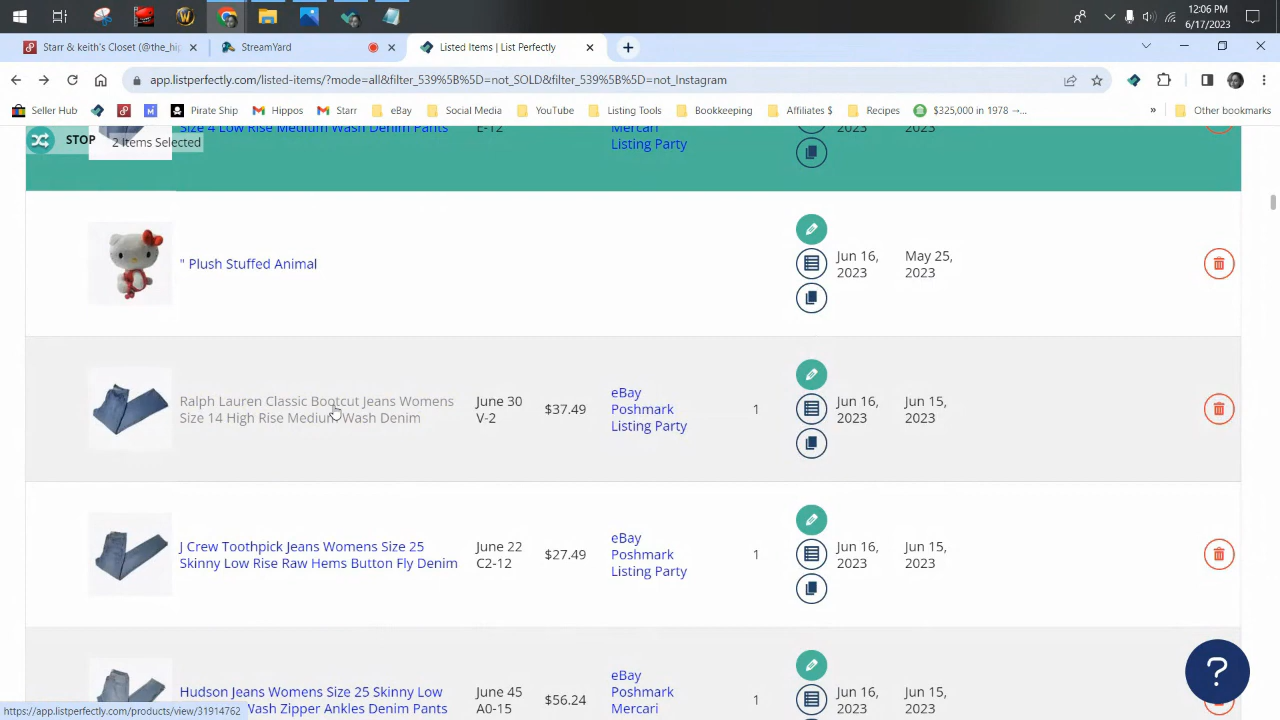 12:06 PM
6/17/2023
Starr & keith's Closet (@the_hip
StreamYard
Listed Items | List Perfectly
app.listperfectly.com/listed-items/?mode=all&filter_539%5B%5D=not_SOLD&filter_539%5B%5D=not_Instagram
Seller Hub
Pirate Ship
Hippos
Starr
eBay
Social Media
YouTube
Listing Tools
Bookkeeping
Affiliates $
Recipes
$325,000 in 1978 →...
»
Other bookmarks
STOP
2 Items Selected
Size 4 Low Rise Medium Wash Denim Pants
E-12
Mercari
Listing Party
2023
2023
" Plush Stuffed Animal
Jun 16,
2023
May 25,
2023
Ralph Lauren Classic Bootcut Jeans Womens
Size 14 High Rise Medium Wash Denim
June 30
V-2
$37.49
eBay
Poshmark
Listing Party
1
Jun 16,
2023
Jun 15,
2023
J Crew Toothpick Jeans Womens Size 25
Skinny Low Rise Raw Hems Button Fly Denim
June 22
C2-12
$27.49
eBay
Poshmark
Listing Party
1
Jun 16,
2023
Jun 15,
2023
Hudson Jeans Womens Size 25 Skinny Low
Wash Zipper Ankles Denim Pants
June 45
A0-15
$56.24
eBay
Poshmark
Mercari
1
Jun 16,
2023
Jun 15,
2023
?
https://app.listperfectly.com/products/view/31914762